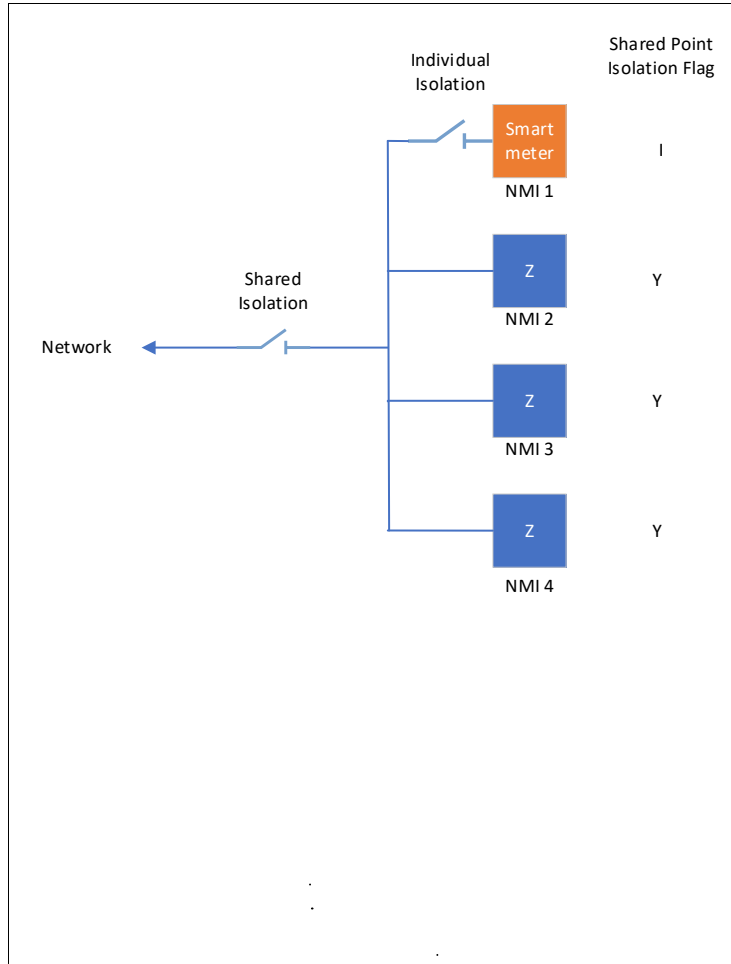 Shared Point
Isolation Flag
Individual
Isolation
Smart
meter
I
NMI 1
Z
Y
NMI 2
Shared
Isolation
Network
Z
Y
NMI 3
Z
Y
NMI 4